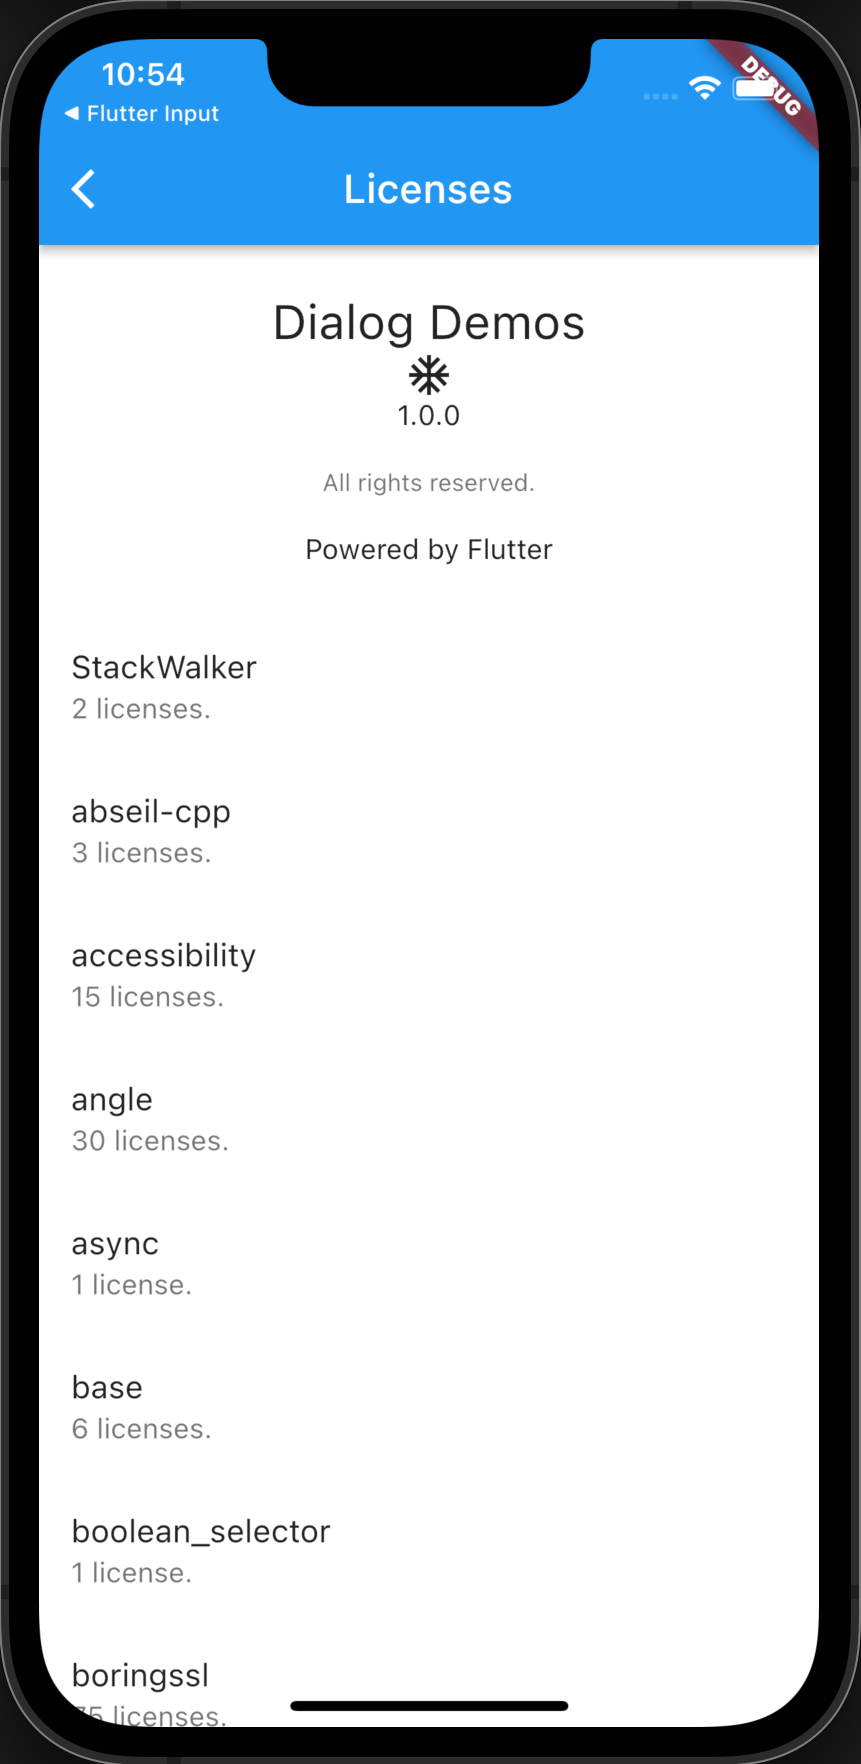 10:54
◀ Flutter Input
DEBUG
Licenses
Dialog Demos
1.0.0
All rights reserved.
Powered by Flutter
StackWalker
2 licenses.
abseil-cpp
3 licenses.
accessibility
15 licenses.
angle
30 licenses.
async
1 license.
base
6 licenses.
boolean_selector
1 license.
boringssl
75 licenses.